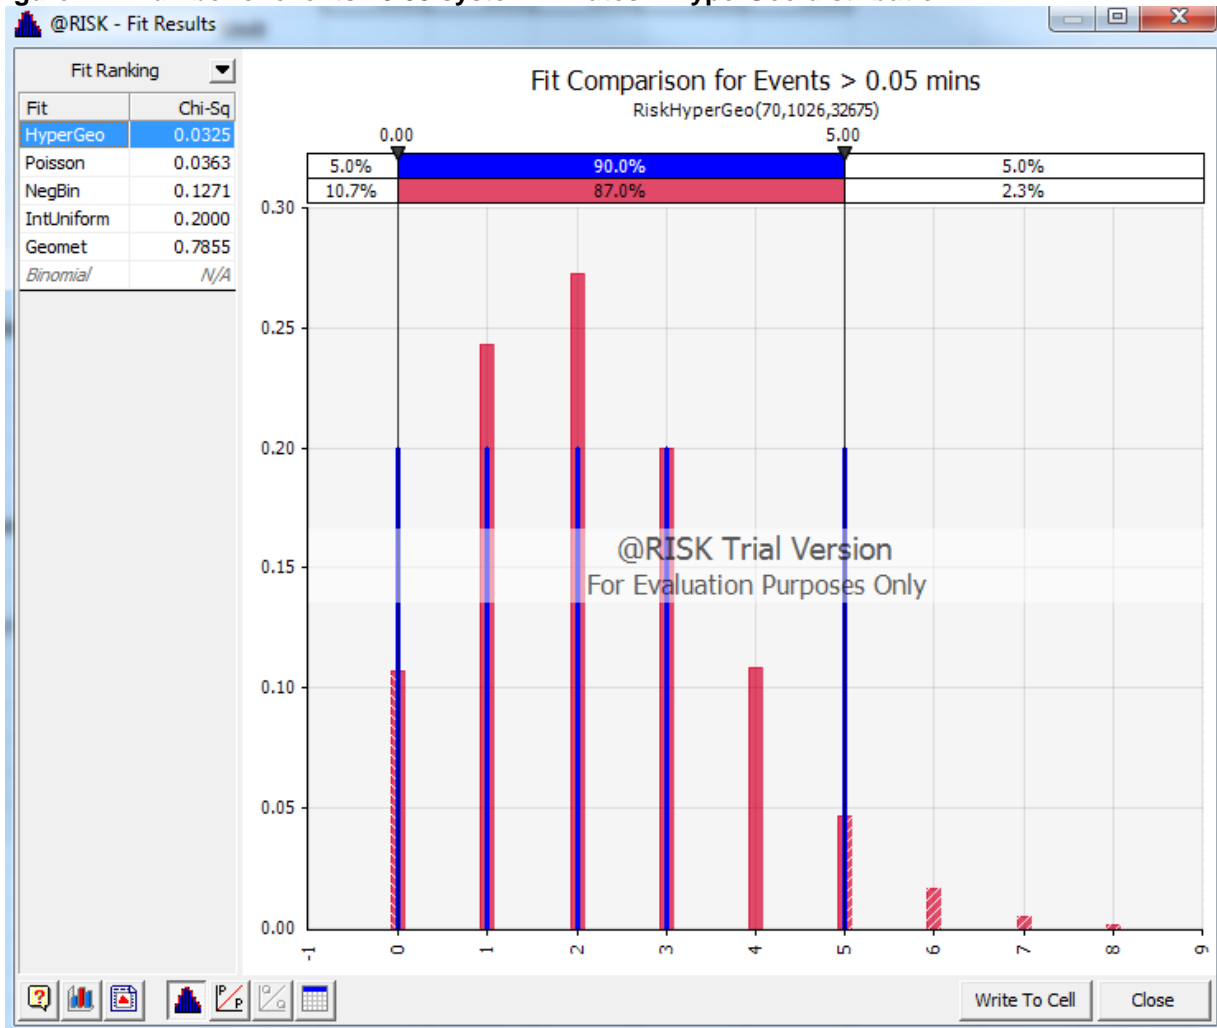 @RISK - Fit Results
Fit Ranking
Fit Chi-Sq
HyperGeo 0.0325
Poisson 0.0363
NegBin 0.1271
IntUniform 0.2000
Geomet 0.7855
Binomial N/A
Fit Comparison for Events > 0.05 mins
RiskHyperGeo(70,1026,32675)
0.00 5.00
5.0% 90.0% 5.0%
10.7% 87.0% 2.3%
0.30
0.25
0.20
0.15
0.10
0.05
0.00
@RISK Trial Version
For Evaluation Purposes Only
-1 0 1 2 3 4 5 6 7 8 9
P P
Q Q
Write To Cell Close